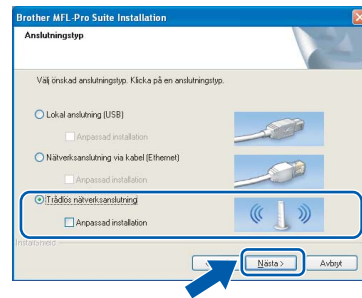 Brother MFL-Pro Suite Installation
Anslutningstyp
Välj önskad anslutningstyp. Klicka på en anslutningstyp.
Lokal anslutning (USB)
Anpassad installation
Nätverksanslutning via kabel (Ethernet)
Anpassad installation
Trådlös nätverksanslutning
Anpassad installation
InstallShield
< Nästa > Avbryt